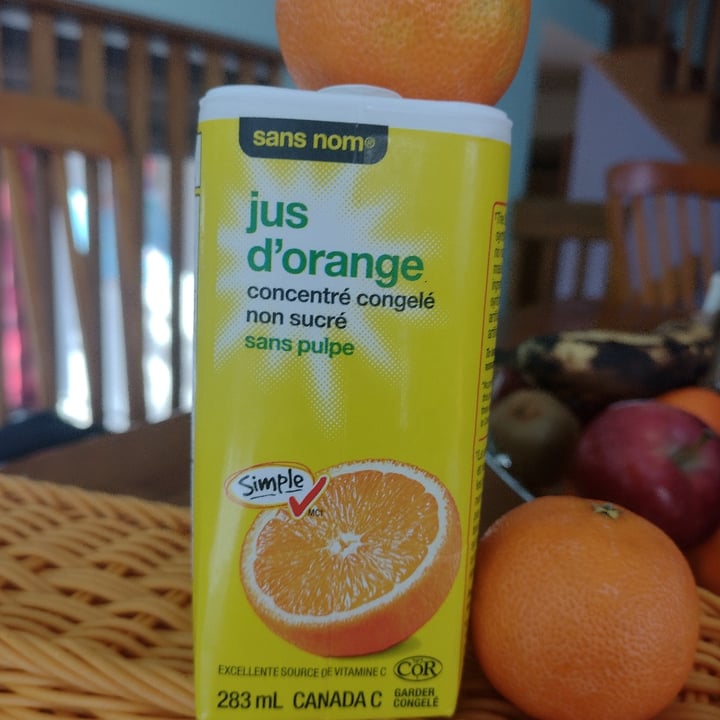 sans nom®
jus
d'orange
concentré congelé
non sucré
sans pulpe
Simple
MC†
EXCELLENTE SOURCE DE VITAMINE C
COR
283 mL CANADA C GARDER
CONGELÉ